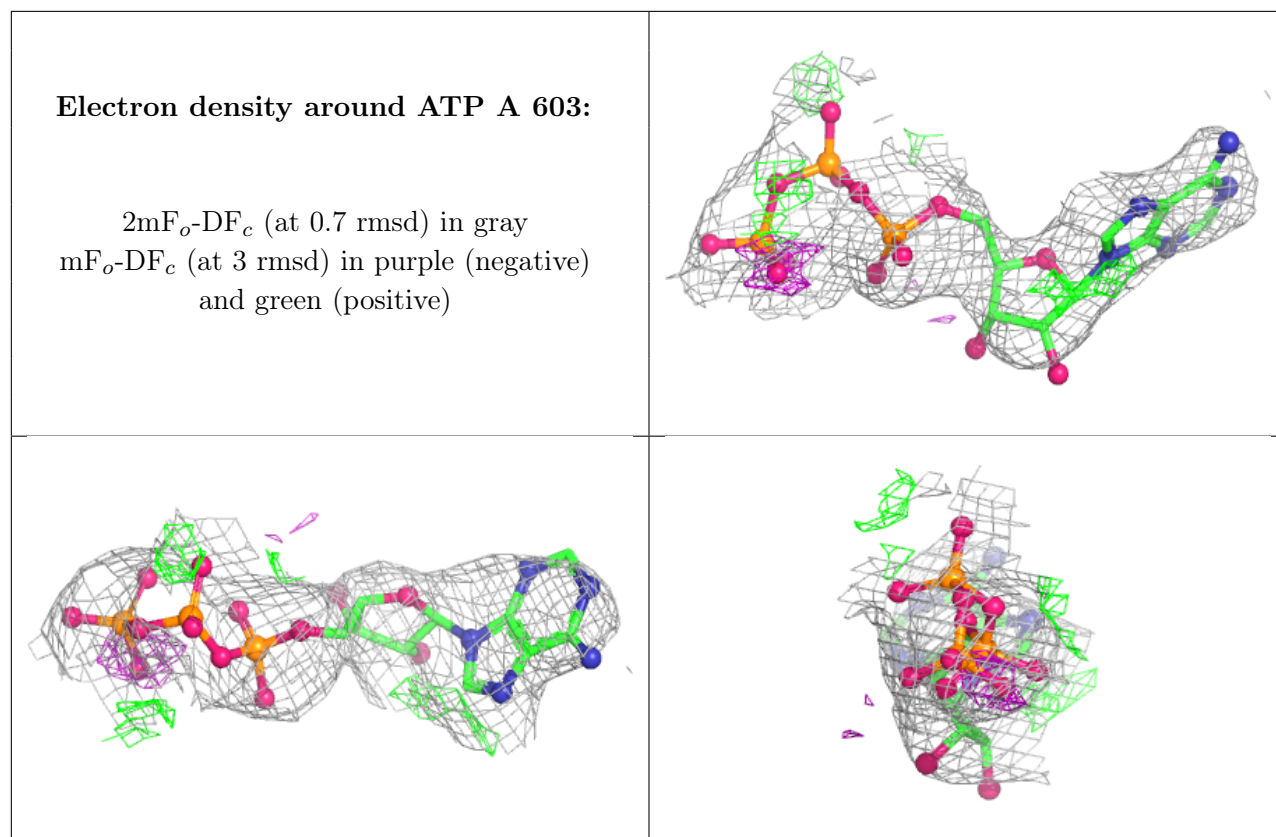 Electron density around ATP A 603:
2mFₒ-DF𝒸 (at 0.7 rmsd) in gray
mFₒ-DF𝒸 (at 3 rmsd) in purple (negative)
and green (positive)